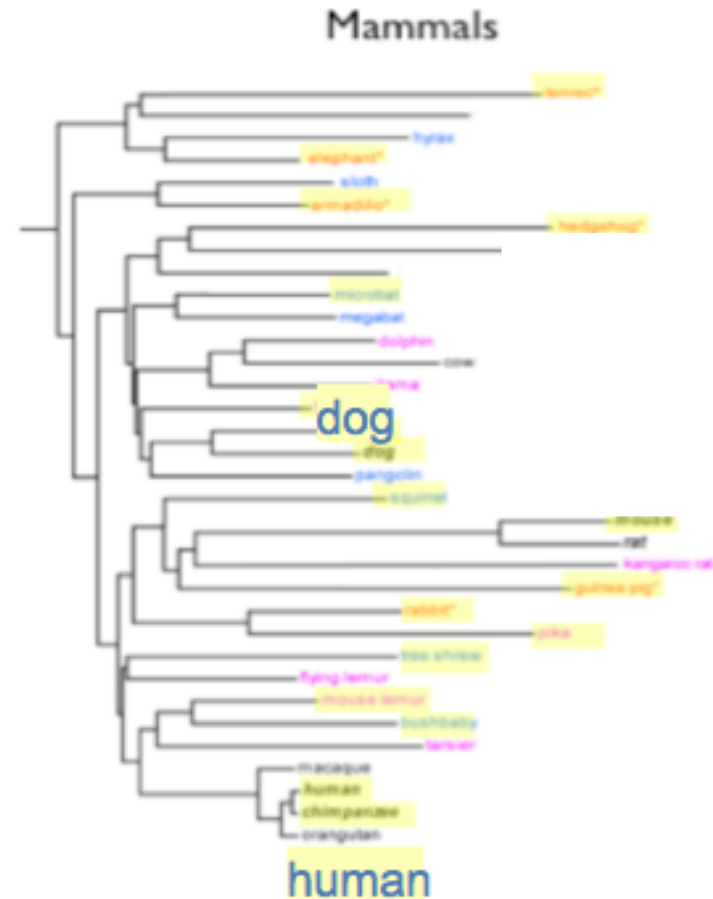 Mammals
tenrec*
hyrax
elephant*
sloth
armadillo*
hedgehog*
microbat
megabat
dolphin
cow
dog
dog
pangolin
squirrel
mouse
rat
kangaroo rat
guinea pig*
rabbit*
pika
tree shrew
flying lemur
mouse lemur
bushbaby
tarsier
macaque
human
chimpanzee
orangutan
human